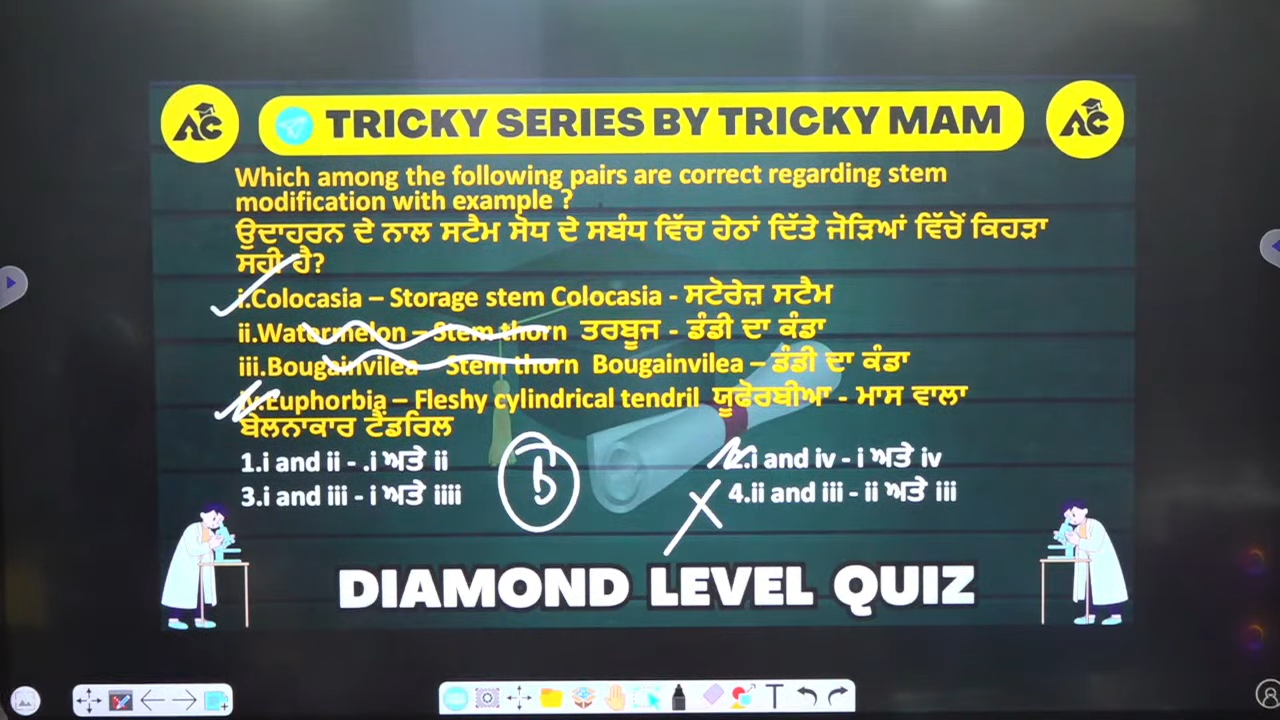 AC
TRICKY SERIES BY TRICKY MAM
AC
Which among the following pairs are correct regarding stem
modification with example ?
ਉਦਾਹਰਨ ਦੇ ਨਾਲ ਸਟੈਮ ਸੋਧ ਦੇ ਸਬੰਧ ਵਿੱਚ ਹੇਠਾਂ ਦਿੱਤੇ ਜੋੜਿਆਂ ਵਿੱਚੋਂ ਕਿਹੜਾ
ਸਹੀ ਹੈ?
i.Colocasia – Storage stem Colocasia - ਸਟੋਰੇਜ਼ ਸਟੈਮ
ii.Watermelon – Stem thorn ਤਰਬੂਜ - ਡੰਡੀ ਦਾ ਕੰਡਾ
iii.Bougainvilea – Stem thorn Bougainvilea – ਡੰਡੀ ਦਾ ਕੰਡਾ
iv.Euphorbia – Fleshy cylindrical tendril ਯੂਫੋਰਬੀਆ - ਮਾਸ ਵਾਲਾ
ਬੇਲਨਾਕਾਰ ਟੈਂਡਰਿਲ
1.i and ii - .i ਅਤੇ ii
2.i and iv - i ਅਤੇ iv
3.i and iii - i ਅਤੇ iiii
4.ii and iii - ii ਅਤੇ iii
DIAMOND LEVEL QUIZ
T